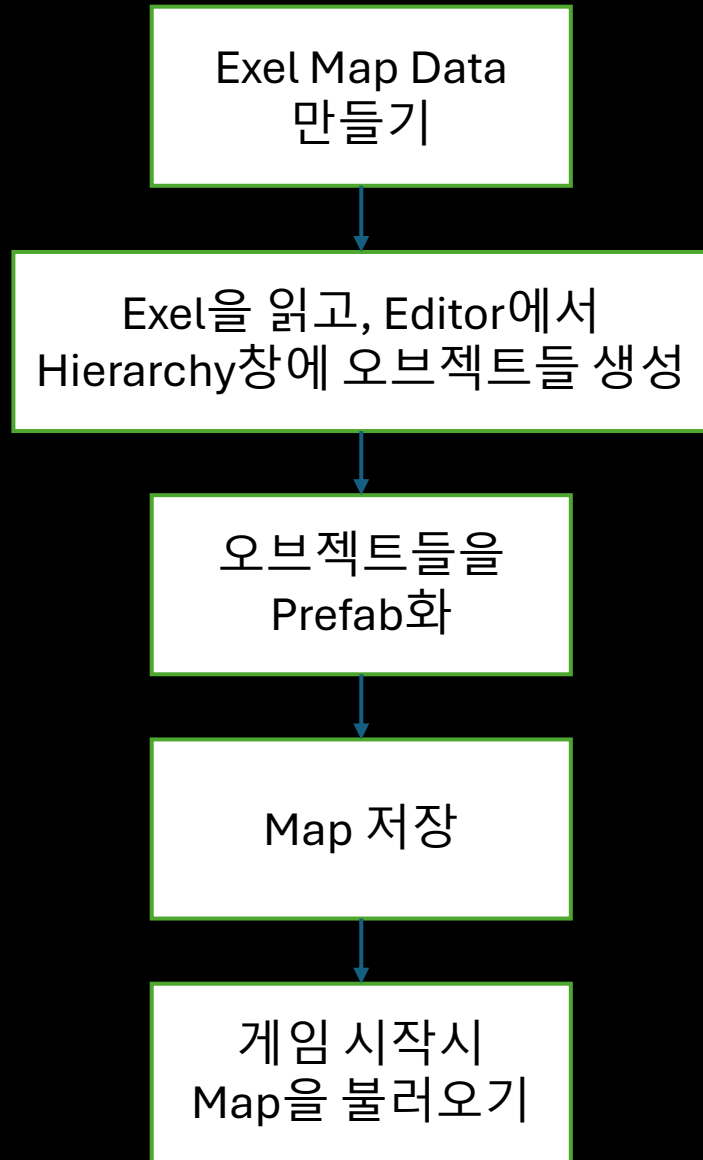 Exel Map Data
만들기
Exel을 읽고, Editor에서
Hierarchy창에 오브젝트들 생성
오브젝트들을
Prefab화
Map 저장
게임 시작시
Map을 불러오기